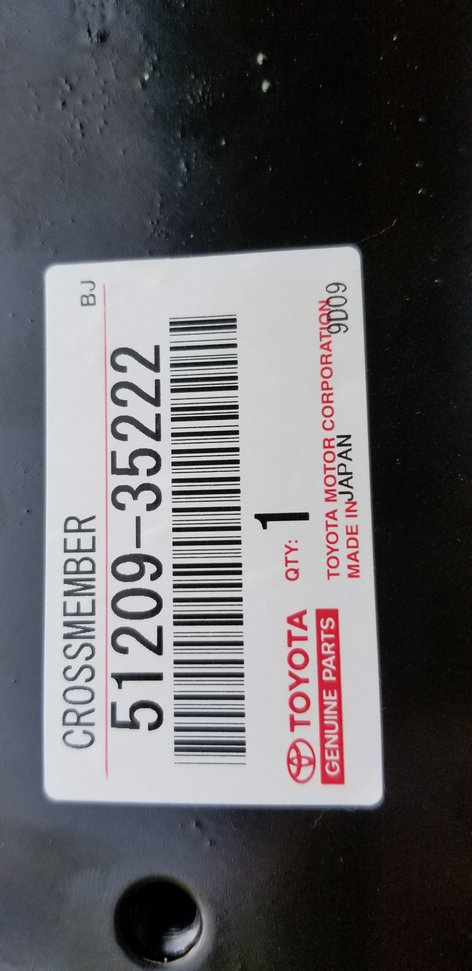 CROSSMEMBER BJ
51209-35222
QTY: 1
TOYOTA
GENUINE PARTS
TOYOTA MOTOR CORPORATION
MADE IN JAPAN 9D09